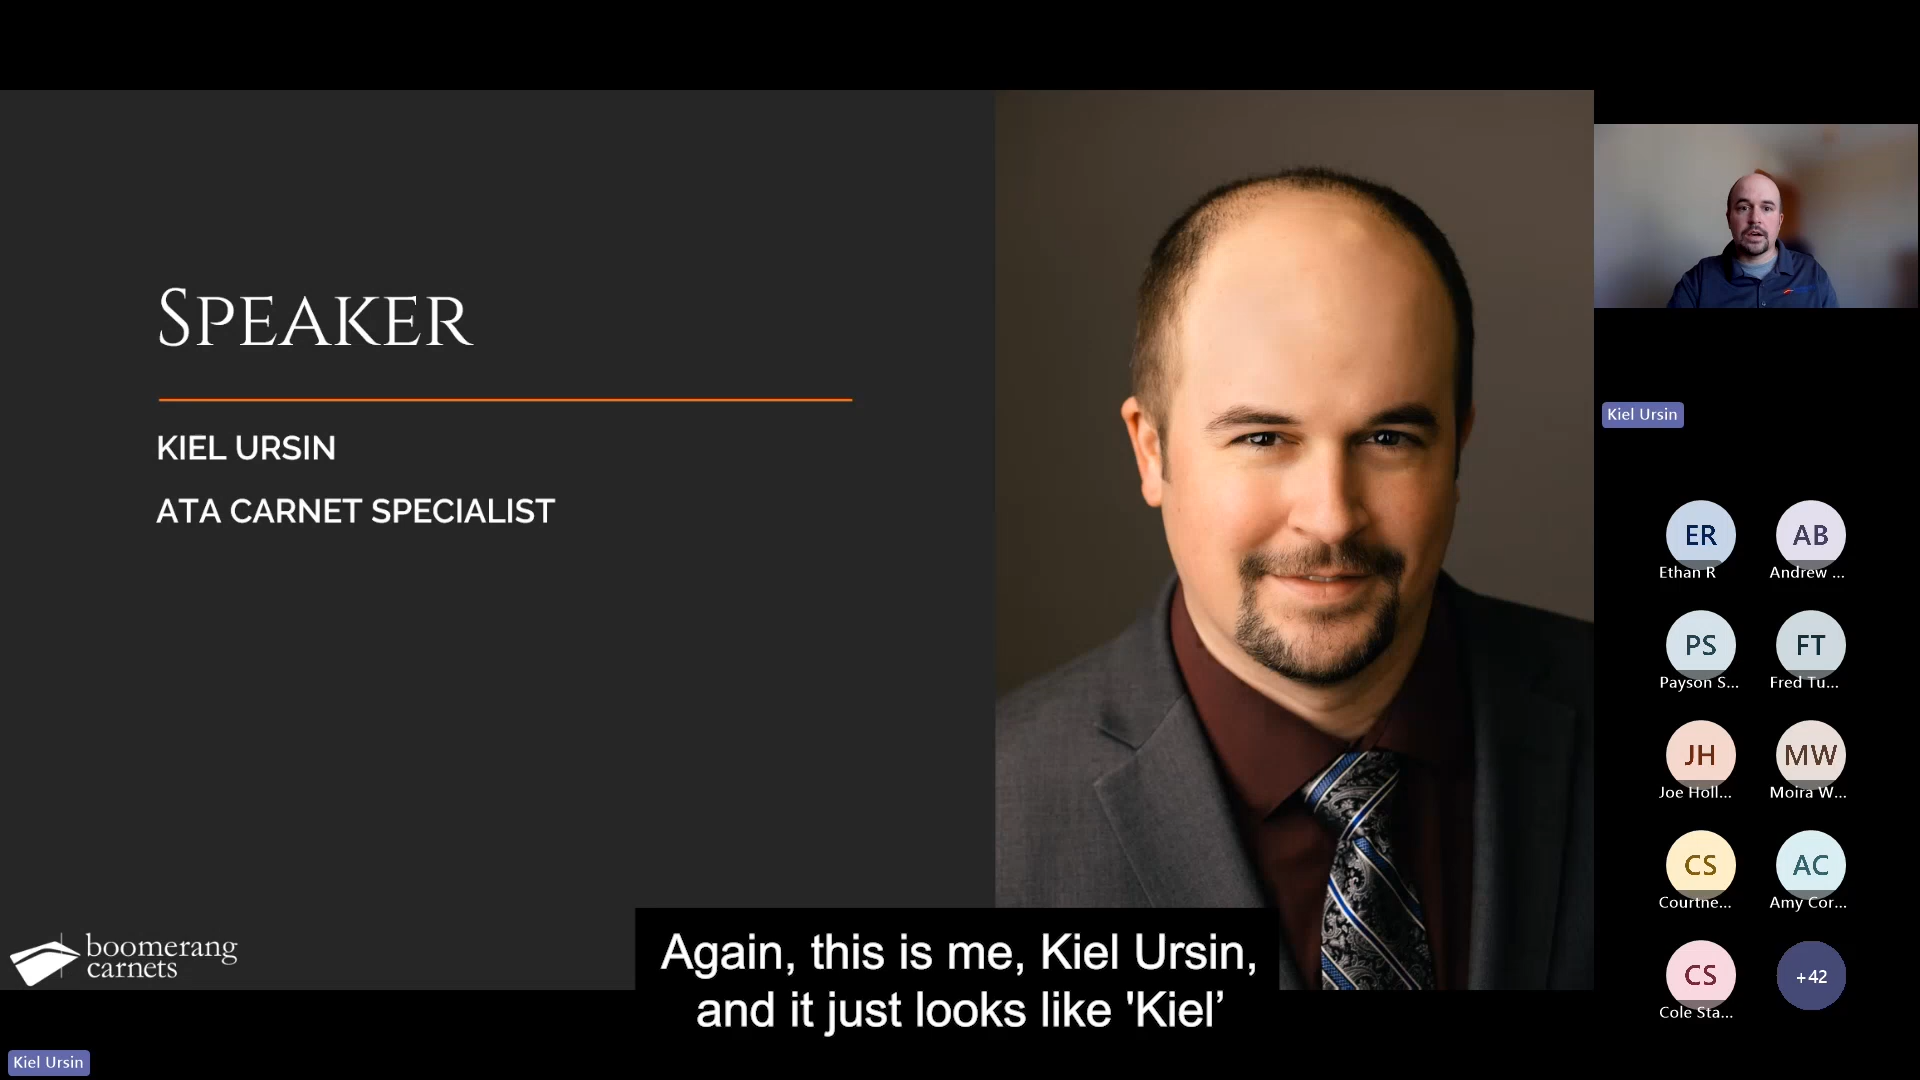 SPEAKER
KIEL URSIN
ATA CARNET SPECIALIST
boomerang
carnets
Again, this is me, Kiel Ursin,
and it just looks like 'Kiel’
Kiel Ursin
Kiel Ursin
ER
Ethan R
AB
Andrew ...
PS
Payson S...
FT
Fred Tu...
JH
Joe Holl...
MW
Moira W...
CS
Courtne...
AC
Amy Cor...
CS
Cole Sta...
+42